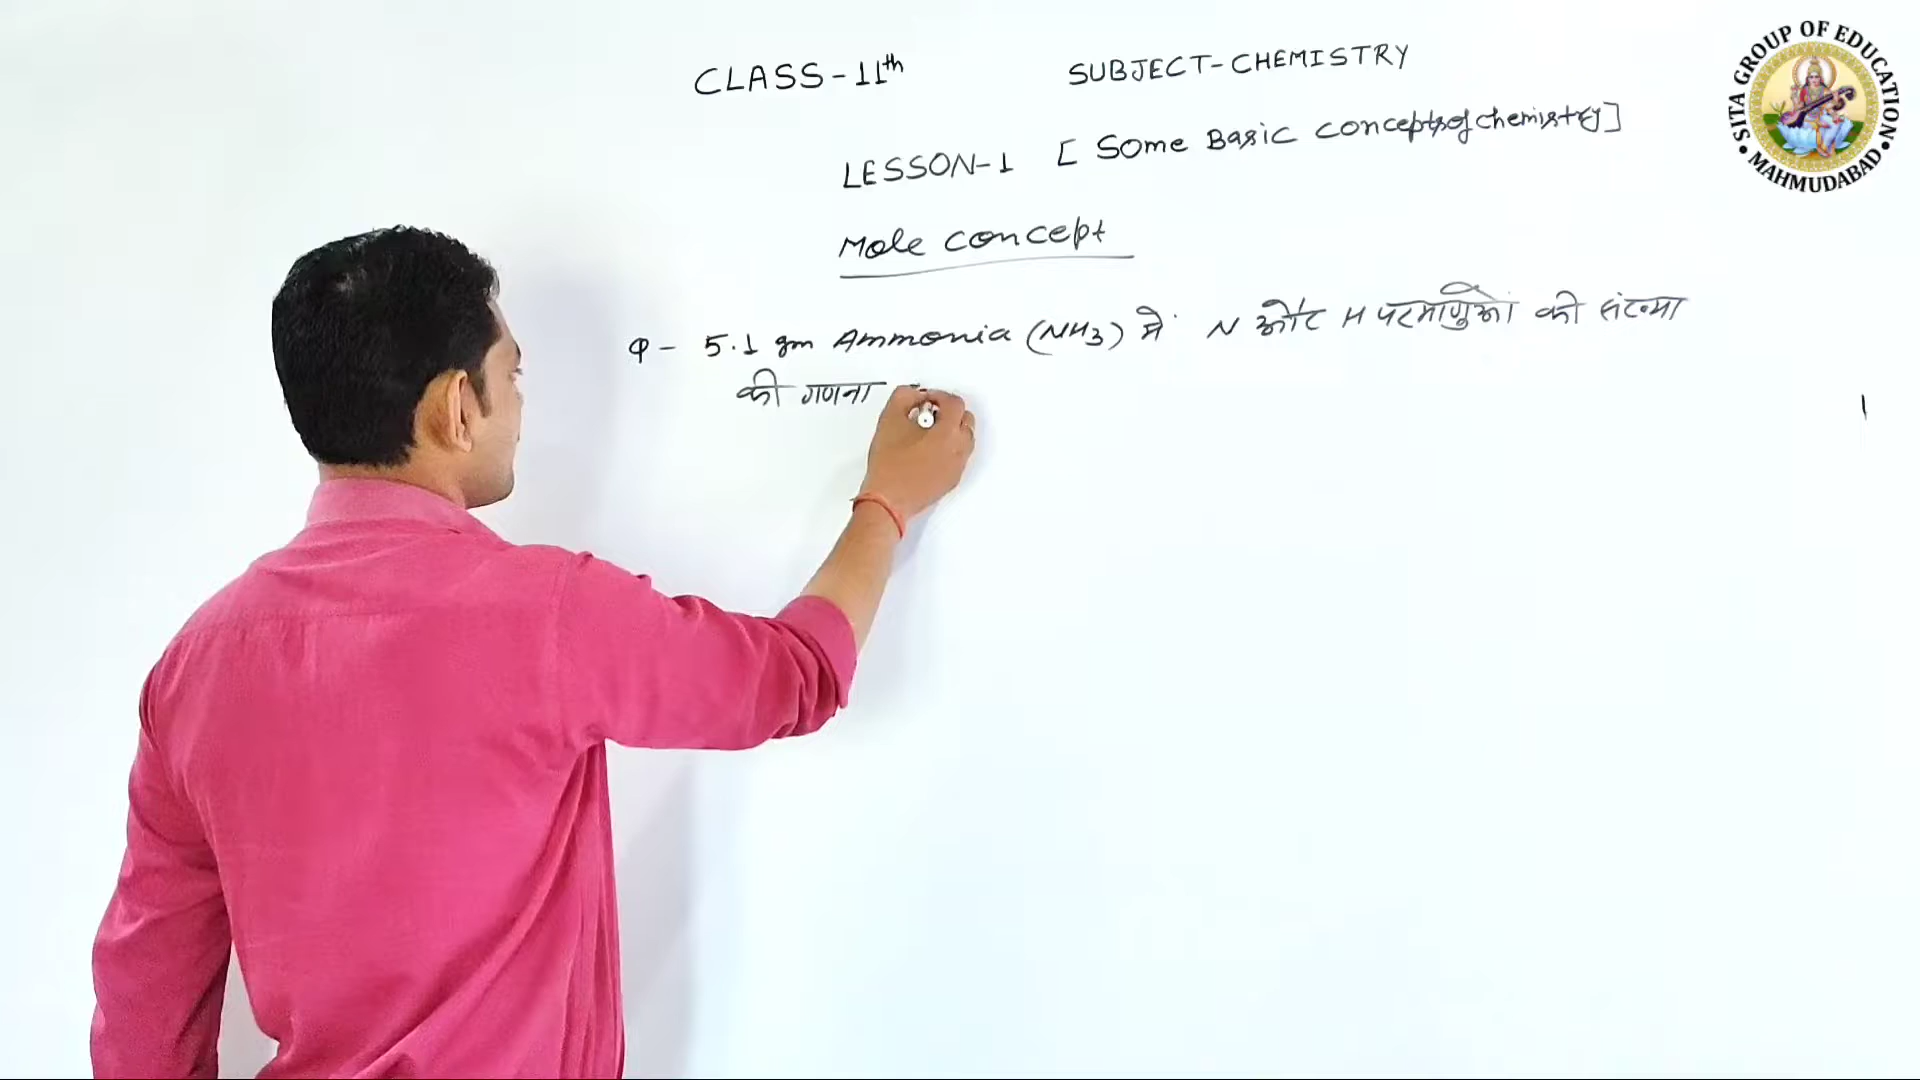 CLASS-11th
SUBJECT-CHEMISTRY
LESSON-1 [Some Basic concepts of chemistry]
Mole concept
Q- 5.1 gm Ammonia (NH3) में N और H परमाणुओं की संख्या
की गणना
SITA GROUP OF EDUCATION
• MAHMUDABAD •